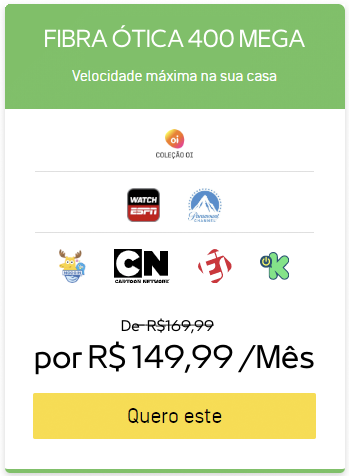 FIBRA ÓTICA 400 MEGA
Velocidade máxima na sua casa
oi
COLEÇÃO OI
WATCH
ESPN
Paramount
CHANNEL
CN
CARTOON NETWORK
K
De R$169,99
por R$ 149,99 /Mês
Quero este